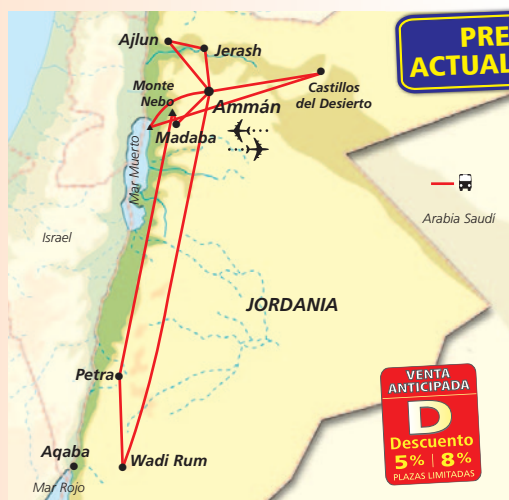 PRE
ACTUAL
Ajlun
Jerash
Monte
Nebo
Castillos
del Desierto
Ammán
Madaba
Mar Muerto
Arabia Saudí
Israel
JORDANIA
Petra
VENTA
ANTICIPADA
D
Descuento
5% | 8%
PLAZAS LIMITADAS
Aqaba
Wadi Rum
Mar Rojo